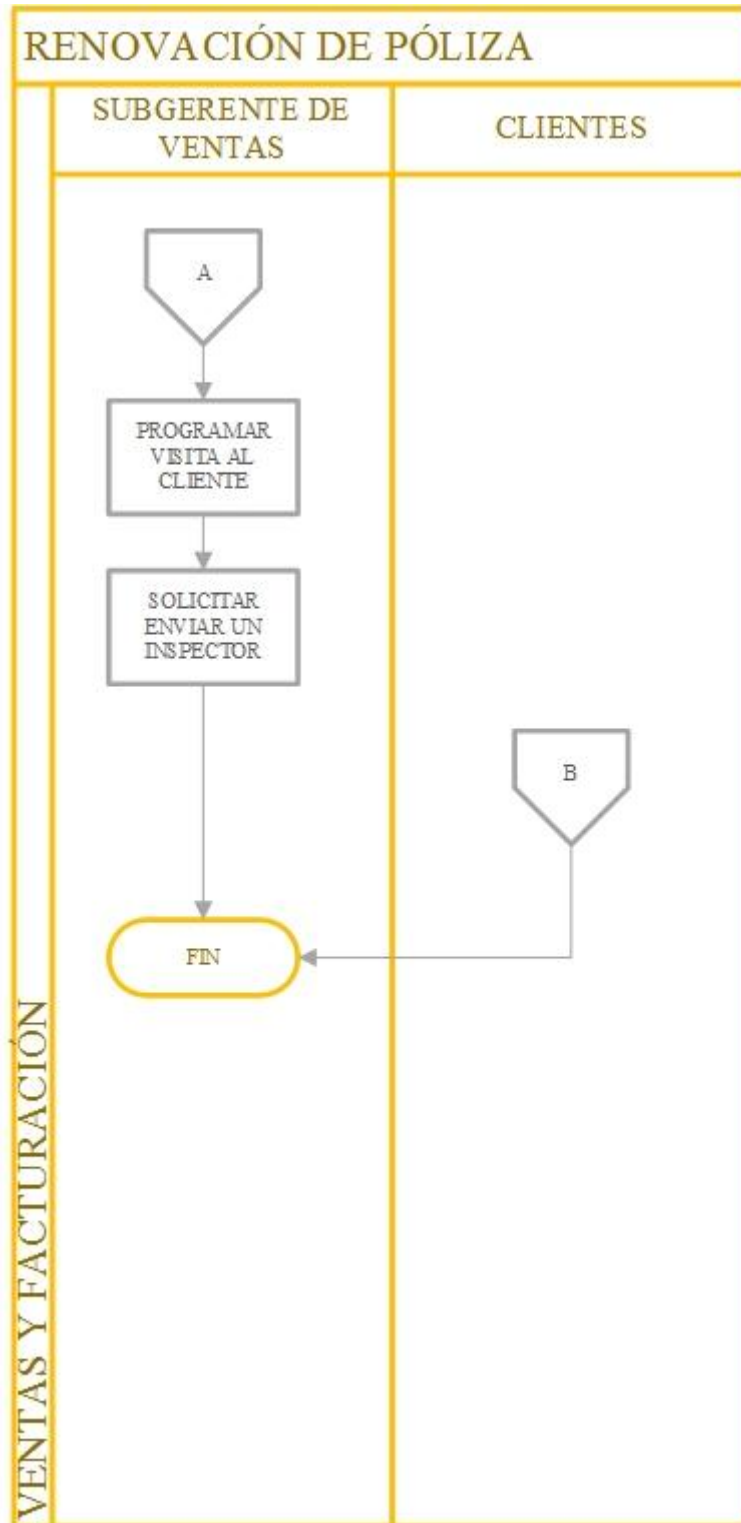 RENOVACIÓN DE PÓLIZA
SUBGERENTE DE
VENTAS
CLIENTES
A
PROGRAMAR
VISITA AL
CLIENTE
SOLICITAR
ENVIAR UN
INSPECTOR
B
FIN
VENTAS Y FACTURACIÓN